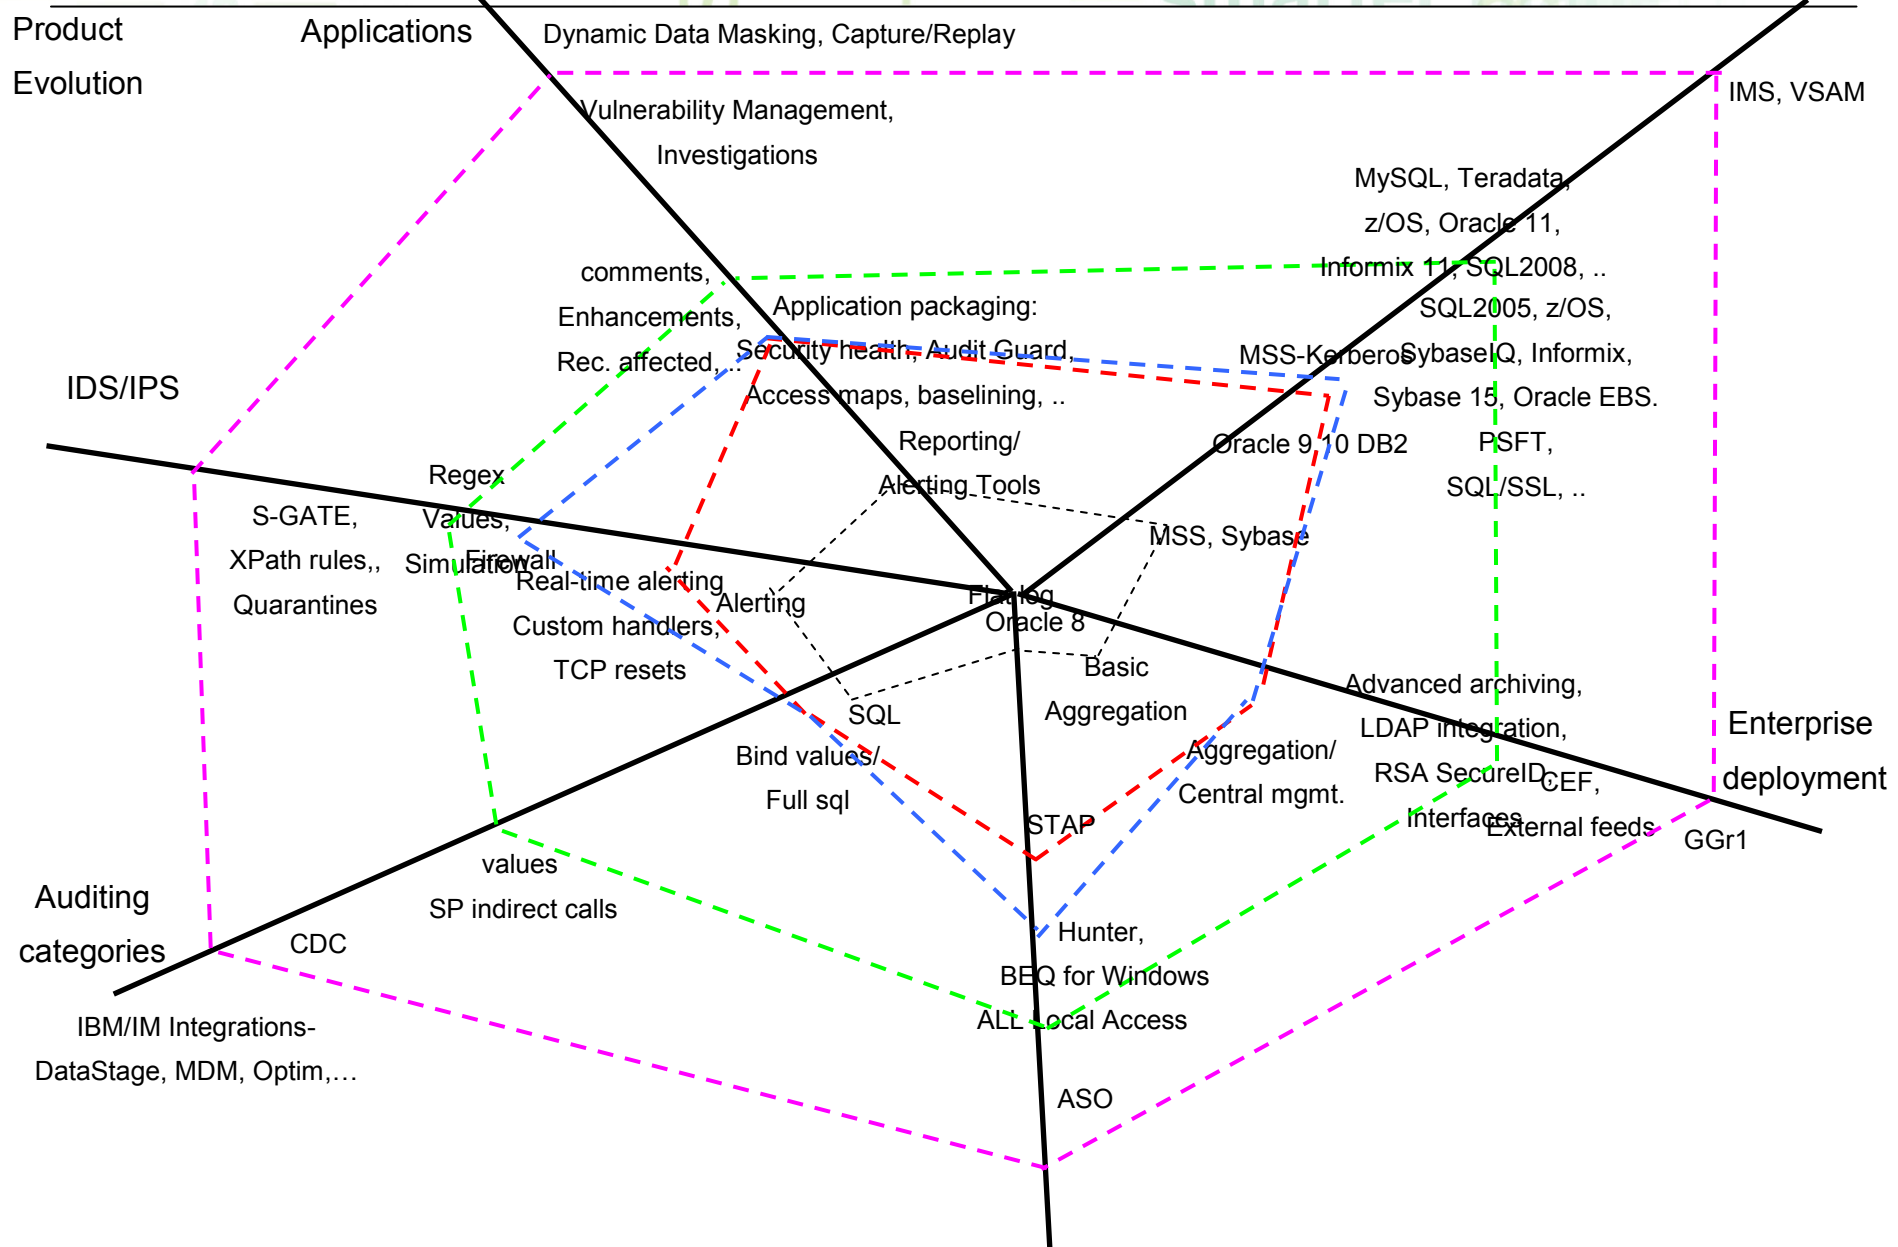 Product
Evolution
Applications
Dynamic Data Masking, Capture/Replay
IMS, VSAM
Vulnerability Management,
Investigations
MySQL, Teradata,
z/OS, Oracle 11,
Informix 11, SQL2008, ..
comments,
Enhancements,
Rec. affected, ..
Application packaging:
Security health, Audit Guard,
Access maps, baselining, ..
SQL2005, z/OS,
SybaseIQ, Informix,
Sybase 15, Oracle EBS.
PSFT,
SQL/SSL, ..
MSS-Kerberos
Oracle 9 10 DB2
IDS/IPS
Reporting/
Alerting Tools
Regex
Values,
Simulation
Firewall
S-GATE,
XPath rules,,
Quarantines
MSS, Sybase
Real-time alerting
Custom handlers,
TCP resets
Alerting
Flat log
Oracle 8
Basic
Aggregation
SQL
Bind values/
Full sql
Aggregation/
Central mgmt.
Advanced archiving,
LDAP integration,
RSA SecureID,
Interfaces
CEF,
External feeds
Enterprise
deployment
GGr1
STAP
values
SP indirect calls
Auditing
categories
CDC
Hunter,
BEQ for Windows
ALL Local Access
IBM/IM Integrations-
DataStage, MDM, Optim,…
ASO